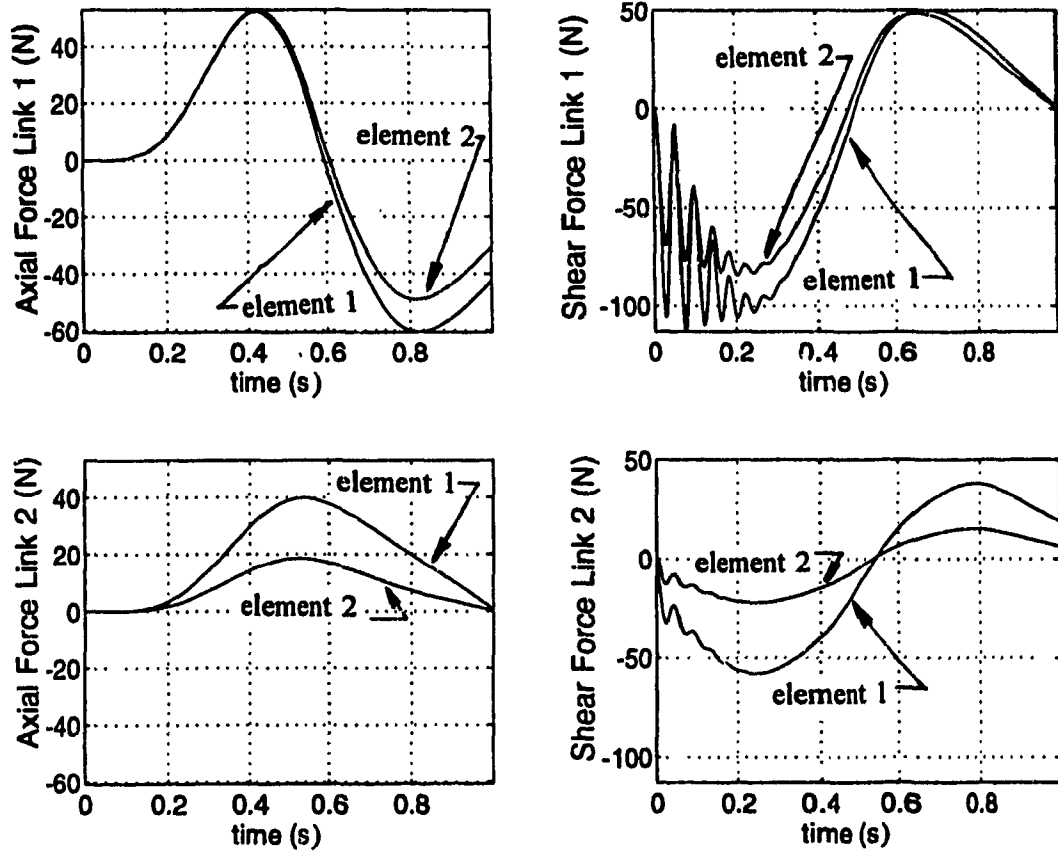 Axial Force Link 1 (N)
40
20
0
-20
-40
-60
element 2
element 1
0 0.2 0.4 0.6 0.8
time (s)
Shear Force Link 1 (N)
50
0
-50
-100
element 2
element 1
0 0.2 0.4 0.6 0.8
time (s)
Axial Force Link 2 (N)
40
20
0
-20
-40
-60
element 1
element 2
0 0.2 0.4 0.6 0.8
time (s)
Shear Force Link 2 (N)
50
0
-50
-100
element 2
element 1
0 0.2 0.4 0.6 0.8
time (s)